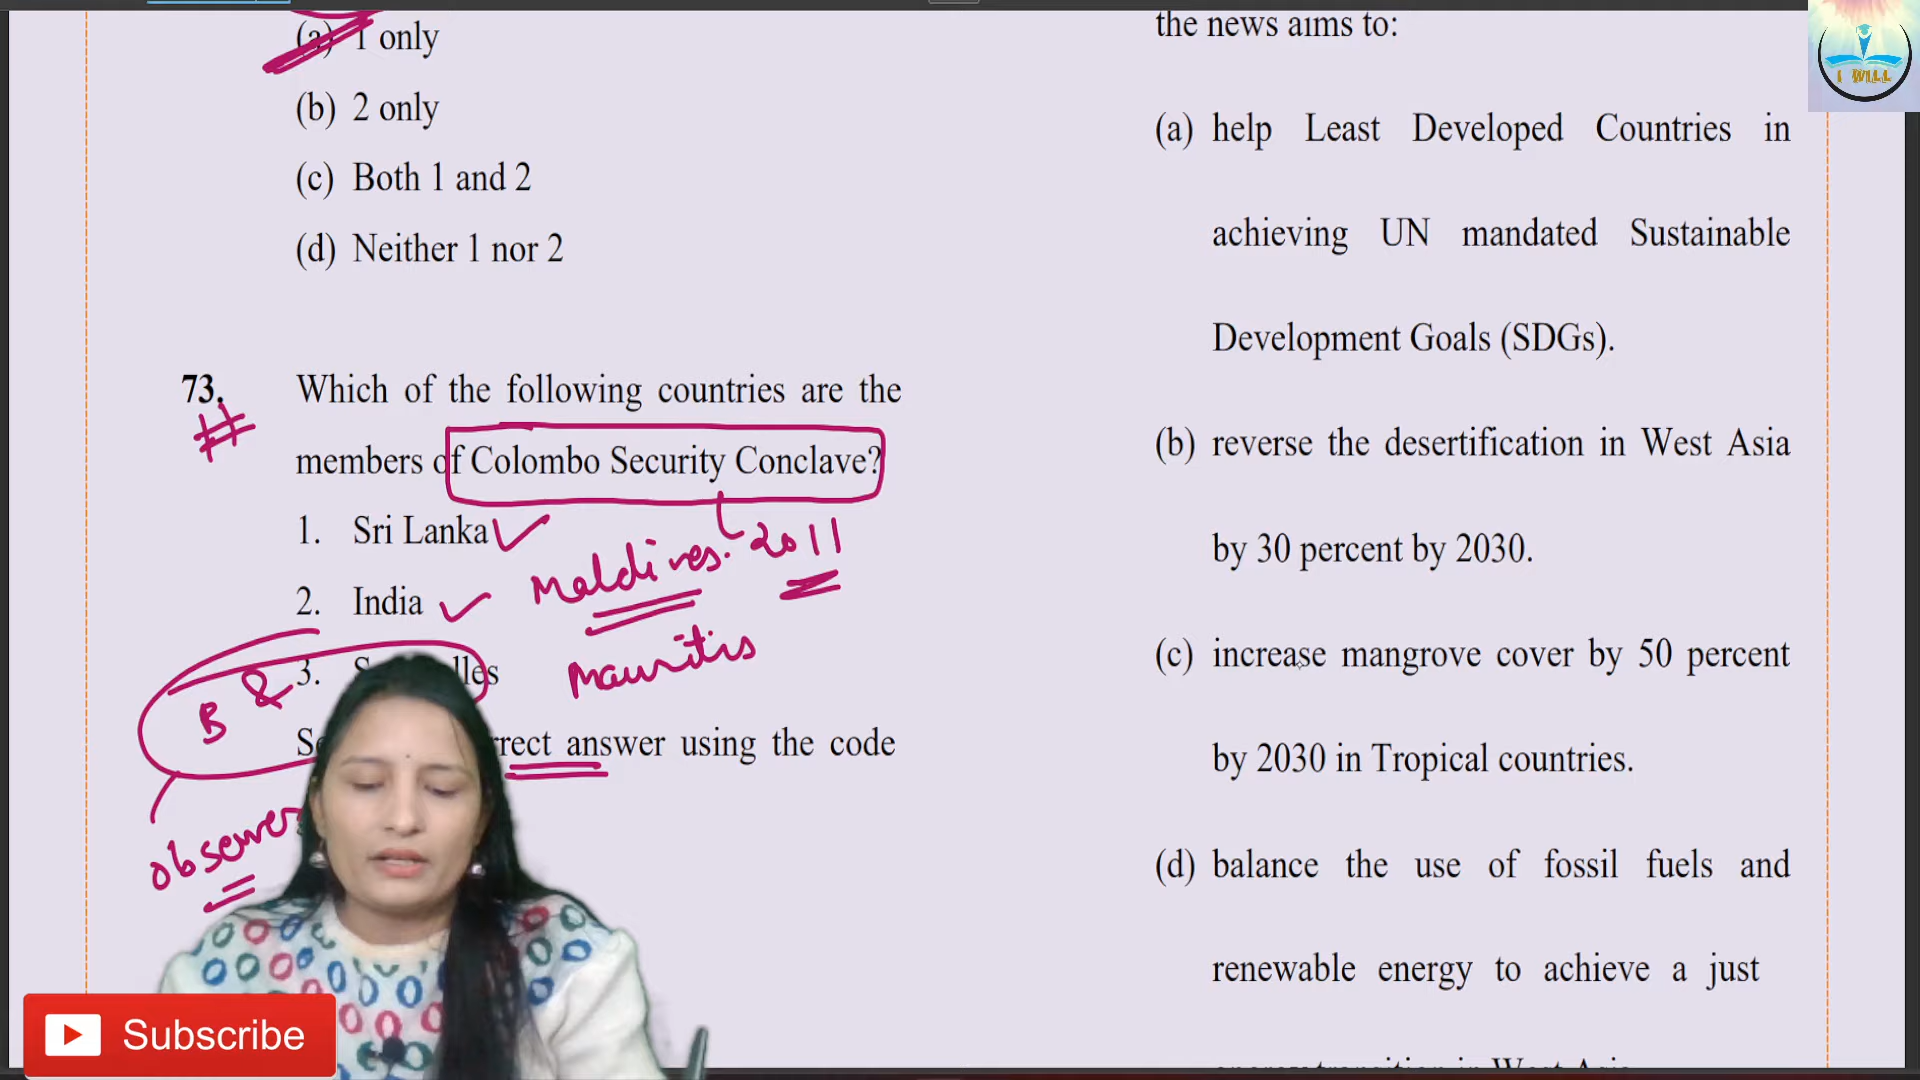 (a) 1 only
(b) 2 only
(c) Both 1 and 2
(d) Neither 1 nor 2
73. Which of the following countries are the
members of Colombo Security Conclave?
1. Sri Lanka
2011
Maldives.
2. India
Mauritis
3.
B &
answer using the code
observer
the news aims to:
(a) help Least Developed Countries in
achieving UN mandated Sustainable
Development Goals (SDGs).
(b) reverse the desertification in West Asia
by 30 percent by 2030.
(c) increase mangrove cover by 50 percent
by 2030 in Tropical countries.
(d) balance the use of fossil fuels and
renewable energy to achieve a just
I WILL
Subscribe